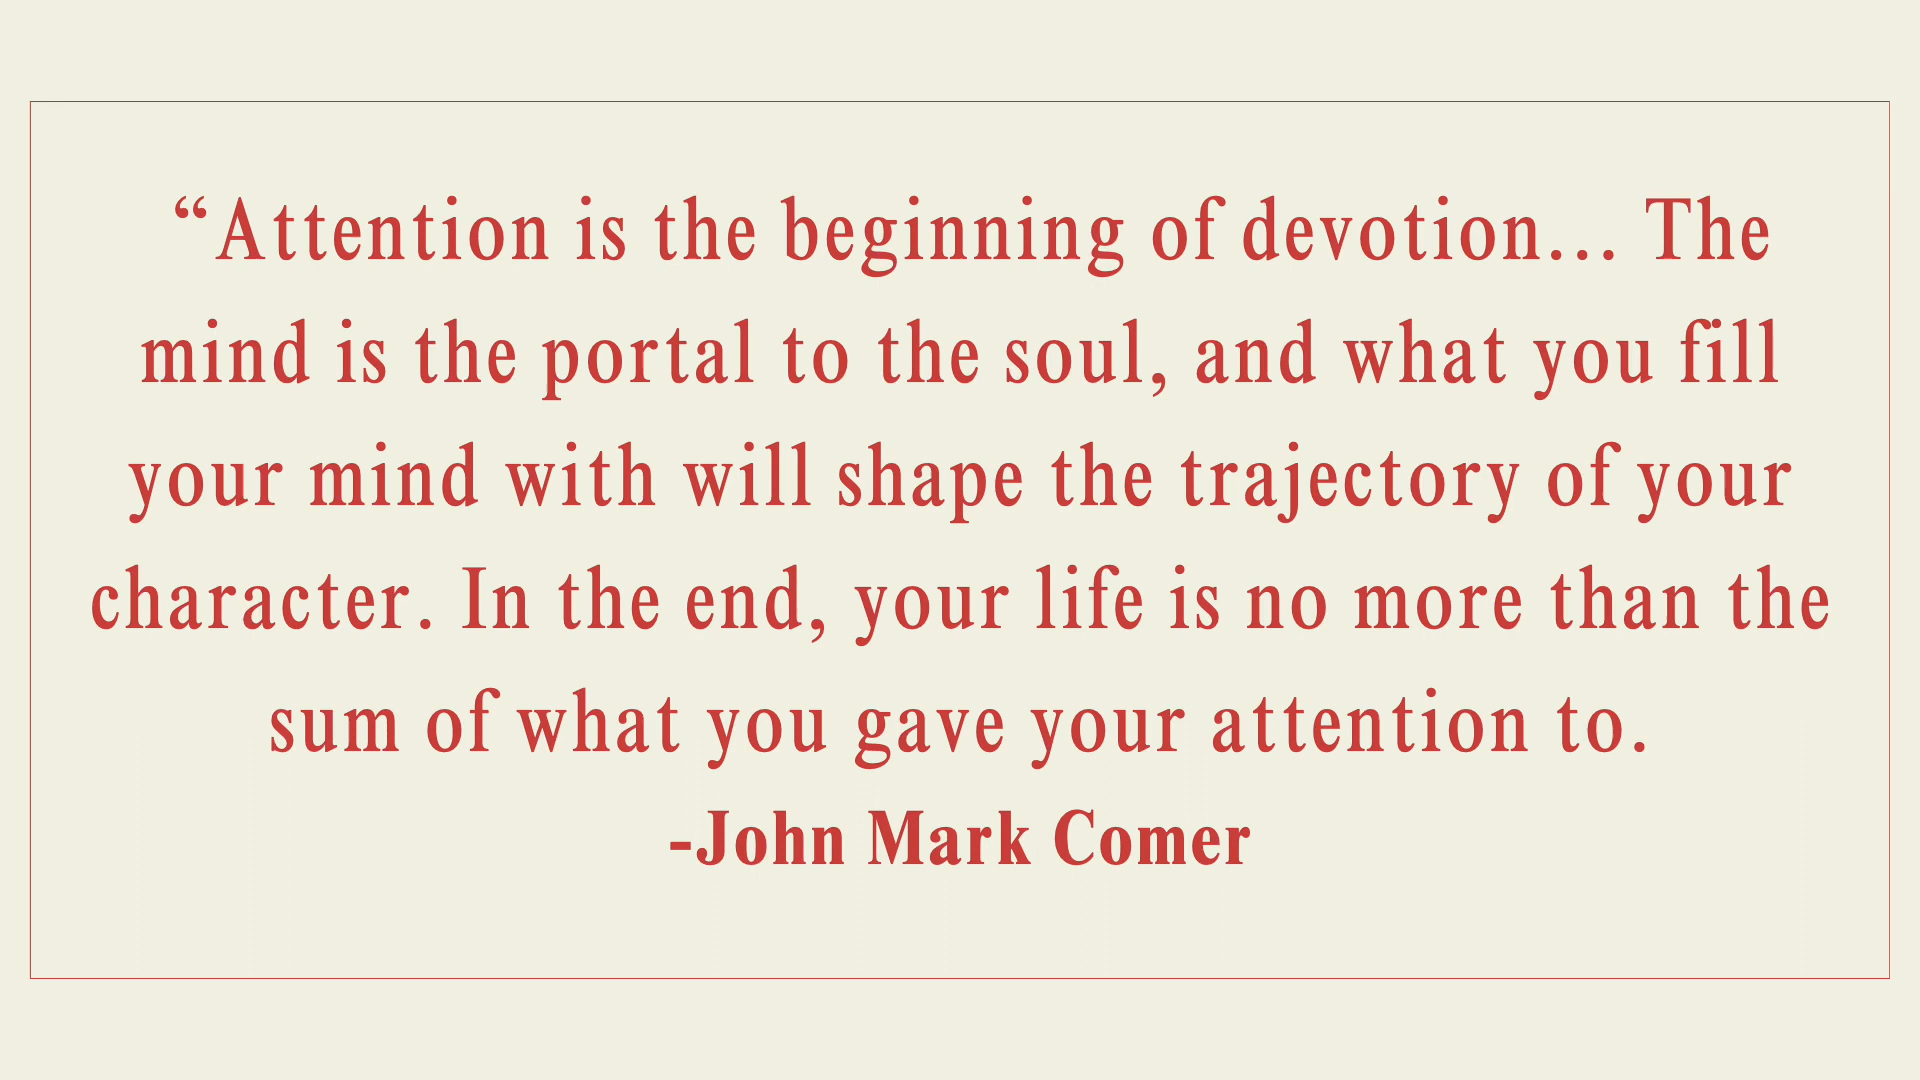 “Attention is the beginning of devotion... The
mind is the portal to the soul, and what you fill
your mind with will shape the trajectory of your
character. In the end, your life is no more than the
sum of what you gave your attention to.
-John Mark Comer